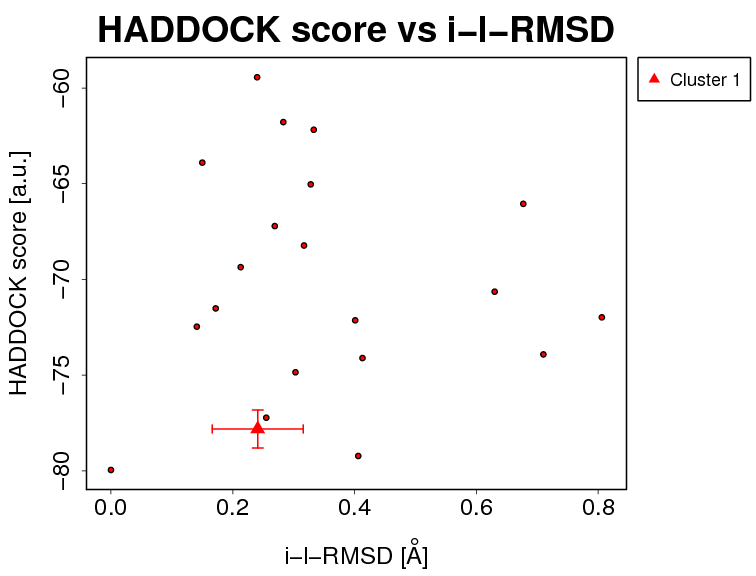 HADDOCK score vs i−l−RMSD
Cluster 1
HADDOCK score [a.u.]
−60
−65
−70
−75
−80
0.0 0.2 0.4 0.6 0.8
i−l−RMSD [Å]